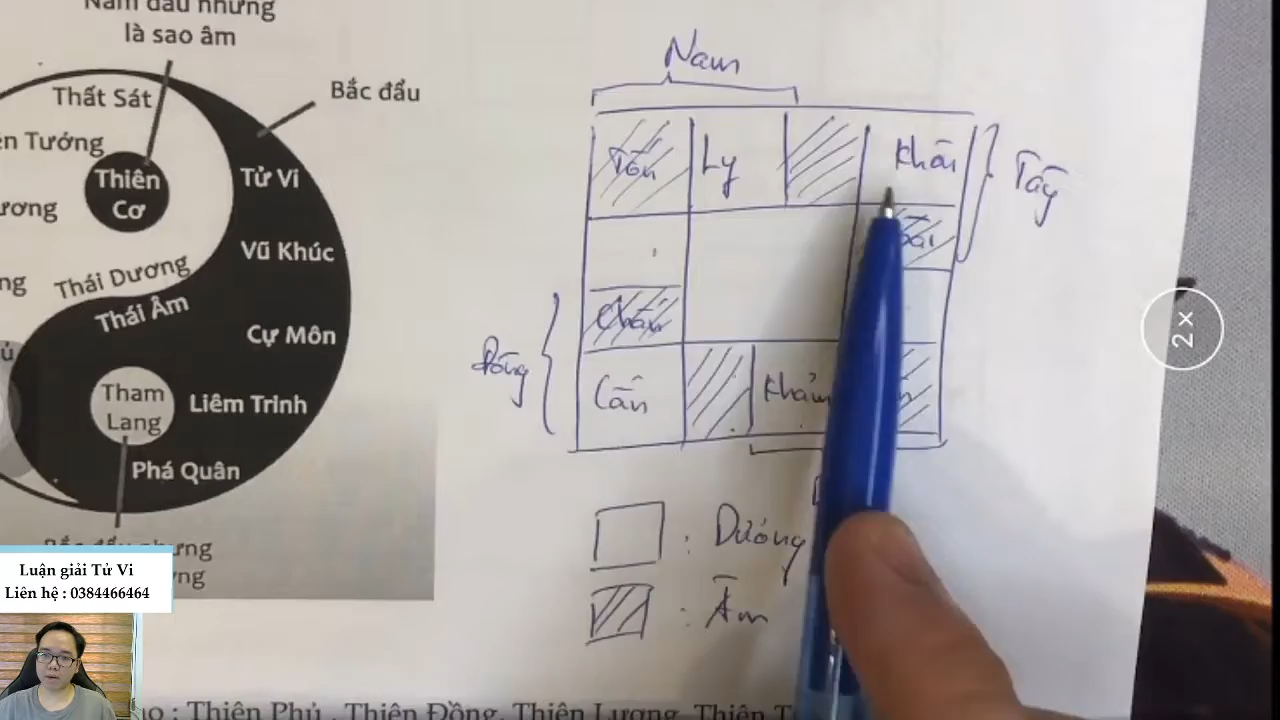 Nam đẩu nhưng
là sao âm
Bắc đẩu
Thất Sát
Thiên
Cơ
Tử Vi
Vũ Khúc
Thái Dương
Thái Âm
Cự Môn
Tham
Lang
Liêm Trinh
Phá Quân
Nam
Tốn
Ly
Khôn
Tây
Chấn
Đông
Cấn
: Dương
: Âm
2×
Luận giải Tử Vi
Liên hệ : 0384466464
: Thiên Phủ , Thiên Đồng, Thiên Lương,